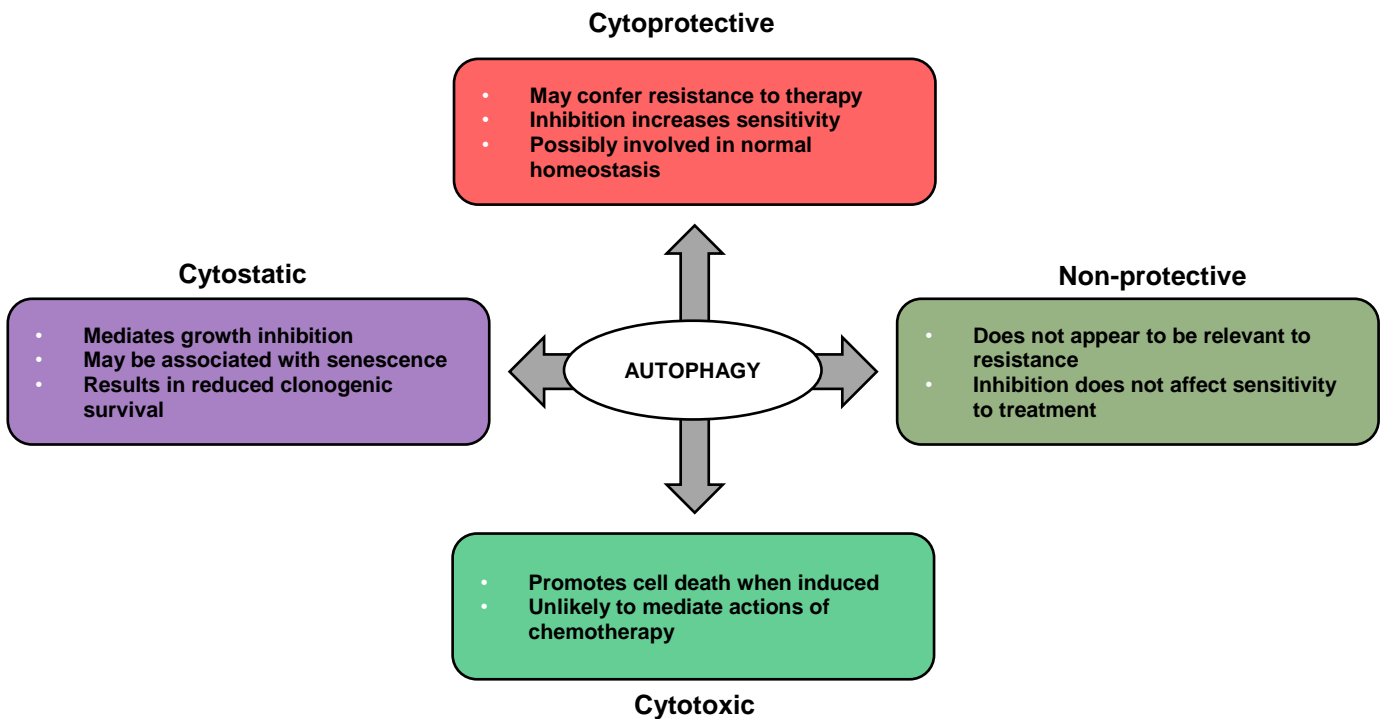 Cytoprotective
• May confer resistance to therapy
• Inhibition increases sensitivity
• Possibly involved in normal
homeostasis
Cytostatic
• Mediates growth inhibition
• May be associated with senescence
• Results in reduced clonogenic
survival
AUTOPHAGY
Non-protective
• Does not appear to be relevant to
resistance
• Inhibition does not affect sensitivity
to treatment
• Promotes cell death when induced
• Unlikely to mediate actions of
chemotherapy
Cytotoxic